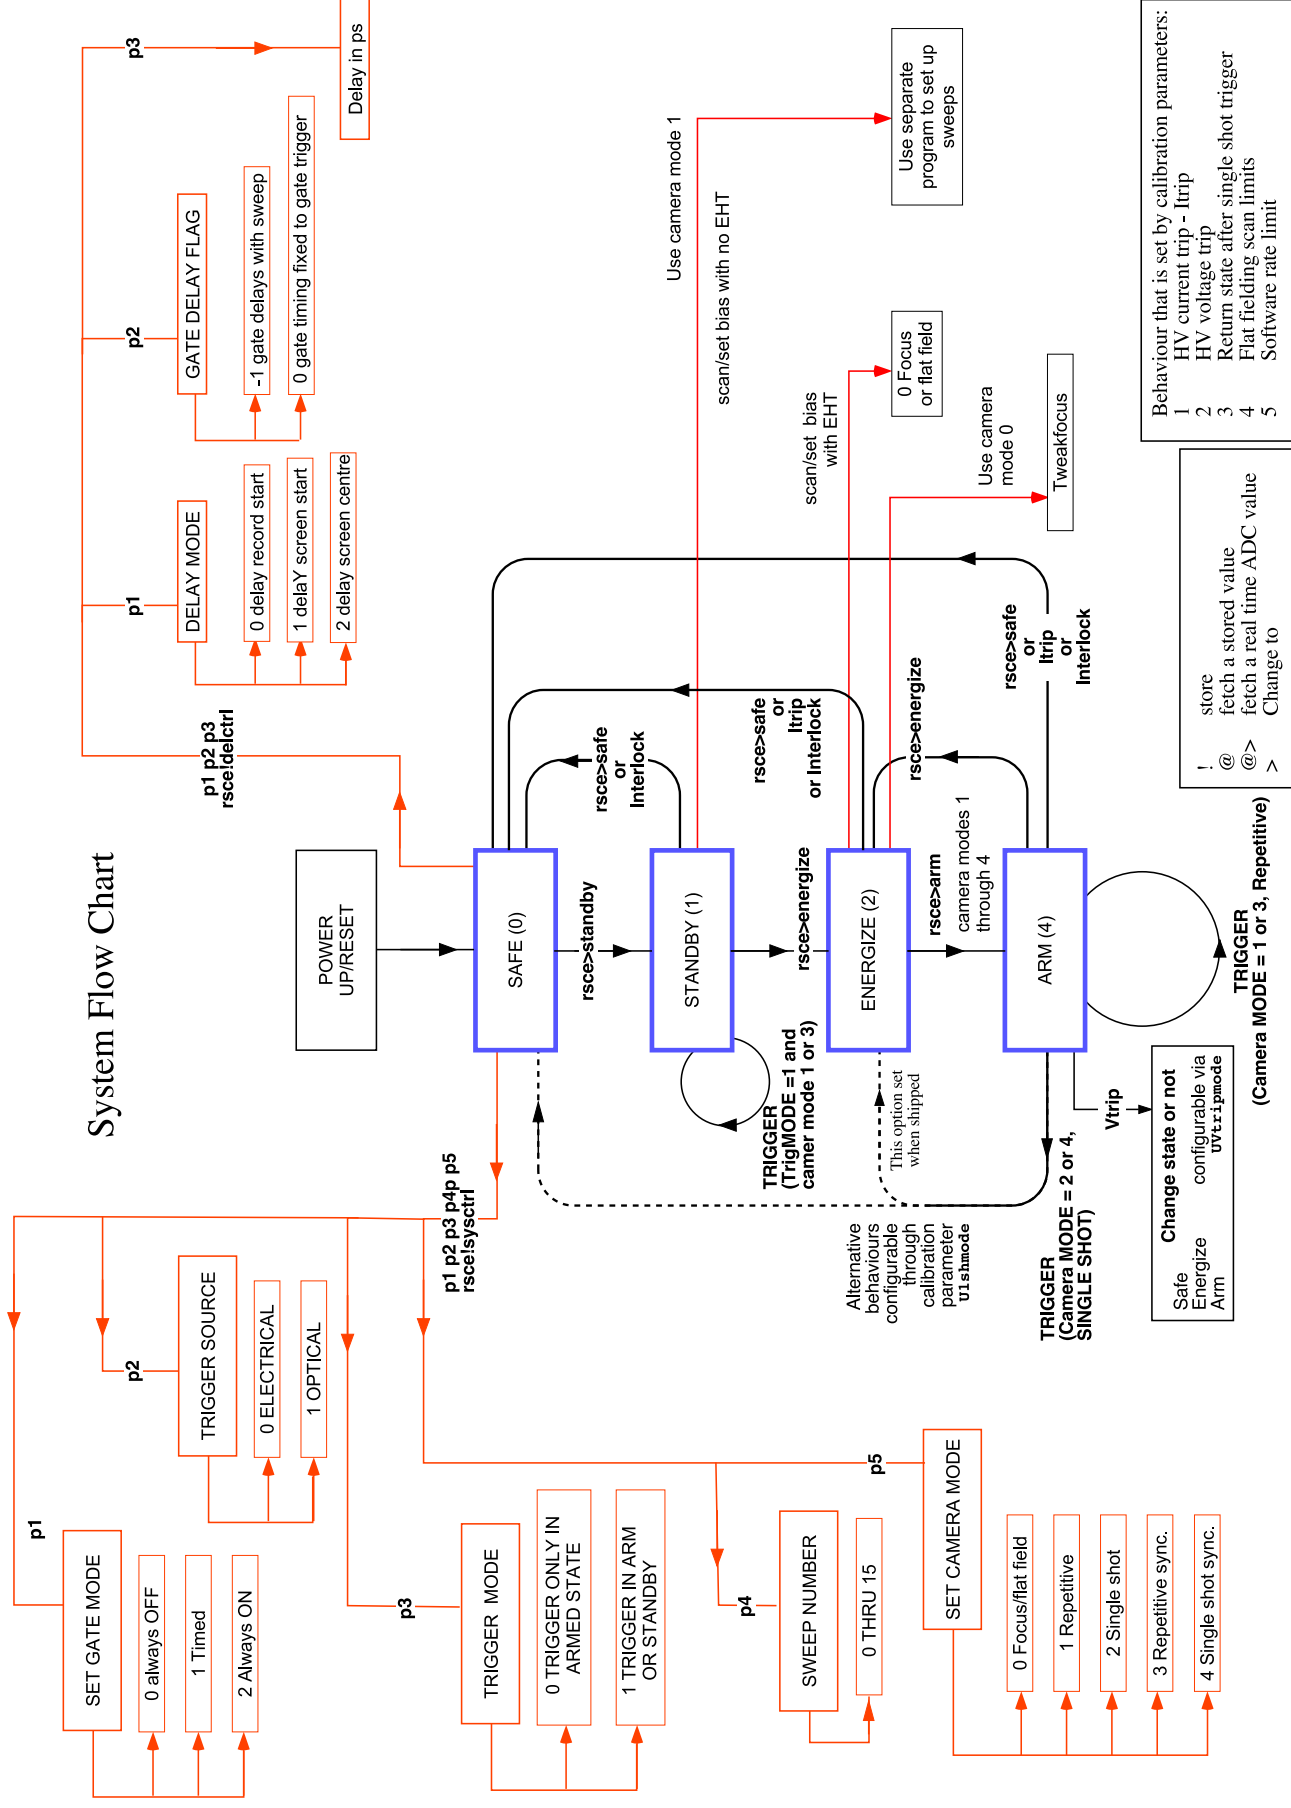 System Flow Chart
p1
SET GATE MODE
0 always OFF
1 Timed
2 Always ON
p2
TRIGGER SOURCE
0 ELECTRICAL
1 OPTICAL
p3
TRIGGER MODE
0 TRIGGER ONLY IN
ARMED STATE
1 TRIGGER IN ARM
OR STANDBY
p4
SWEEP NUMBER
0 THRU 15
p5
SET CAMERA MODE
0 Focus/flat field
1 Repetitive
2 Single shot
3 Repetitive sync.
4 Single shot sync.
p1 p2 p3 p4p p5
rsce!sysctrl
p1 p2 p3
rsce!delctrl
p1
DELAY MODE
0 delay record start
1 delaY screen start
2 delay screen centre
p2
GATE DELAY FLAG
-1 gate delays with sweep
0 gate timing fixed to gate trigger
p3
Delay in ps
POWER
UP/RESET
SAFE (0)
rsce>standby
rsce>safe
or
Interlock
STANDBY (1)
TRIGGER
(TrigMODE =1 and
camer mode 1 or 3)
rsce>energize
rsce>safe
or
Itrip
or Interlock
ENERGIZE (2)
This option set
when shipped
rsce>arm
camera modes 1
through 4
rsce>energize
rsce>safe
or
Itrip
or
Interlock
ARM (4)
Alternative
behaviours
configurable
through
calibration
parameter
U1shmode
TRIGGER
(Camera MODE = 2 or 4,
SINGLE SHOT)
Vtrip
Change state or not
Safe
Energize configurable via
Arm UVtripmode
TRIGGER
(Camera MODE = 1 or 3, Repetitive)
Use camera mode 1
scan/set bias with no EHT
Use separate
program to set up
sweeps
scan/set bias
with EHT
0 Focus
or flat field
Use camera
mode 0
Tweakfocus
! store
@ fetch a stored value
@> fetch a real time ADC value
> Change to
Behaviour that is set by calibration parameters:
1 HV current trip - Itrip
2 HV voltage trip
3 Return state after single shot trigger
4 Flat fielding scan limits
5 Software rate limit